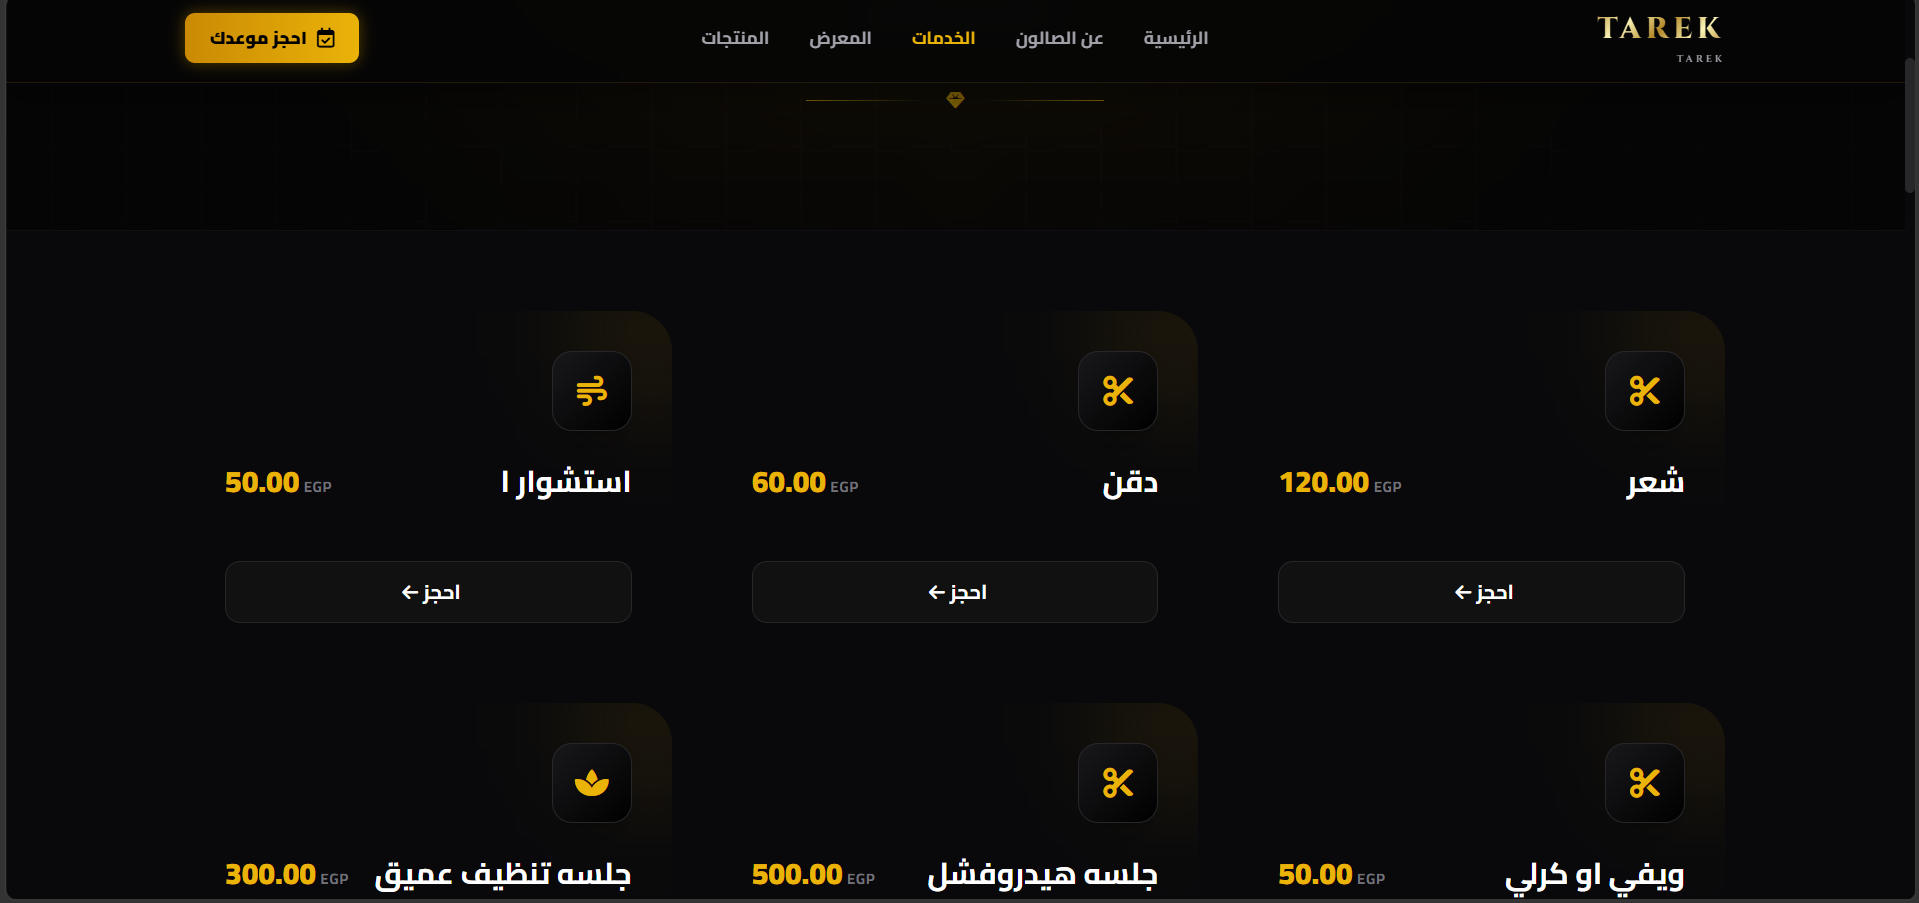 TAREK
TAREK
الرئيسية
عن الصالون
الخدمات
المعرض
المنتجات
احجز موعدك
شعر
120.00 EGP
احجز ←
دقن
60.00 EGP
احجز ←
استشوار ا
50.00 EGP
احجز ←
ويفي او كرلي
50.00 EGP
جلسه هيدروفشل
500.00 EGP
جلسه تنظيف عميق
300.00 EGP